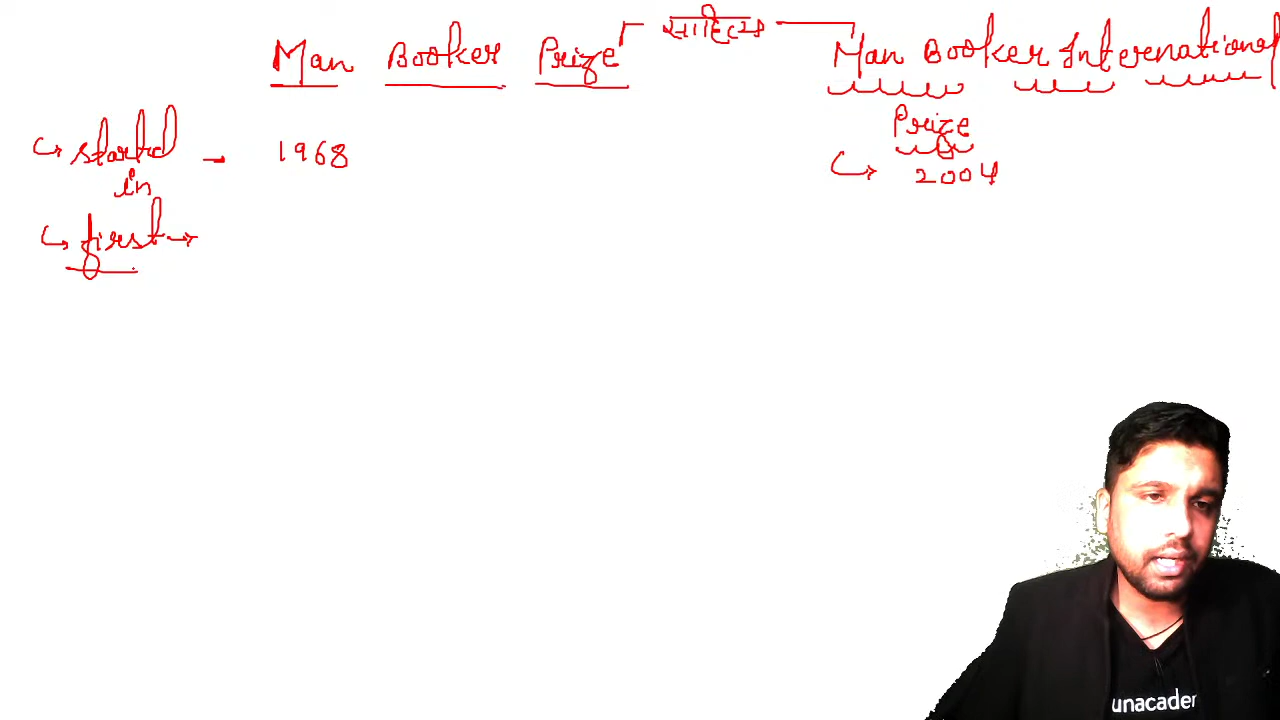 Man Booker Prize साहित्य Man Booker International
Prize
started - 1968 2004
in
first
unacader